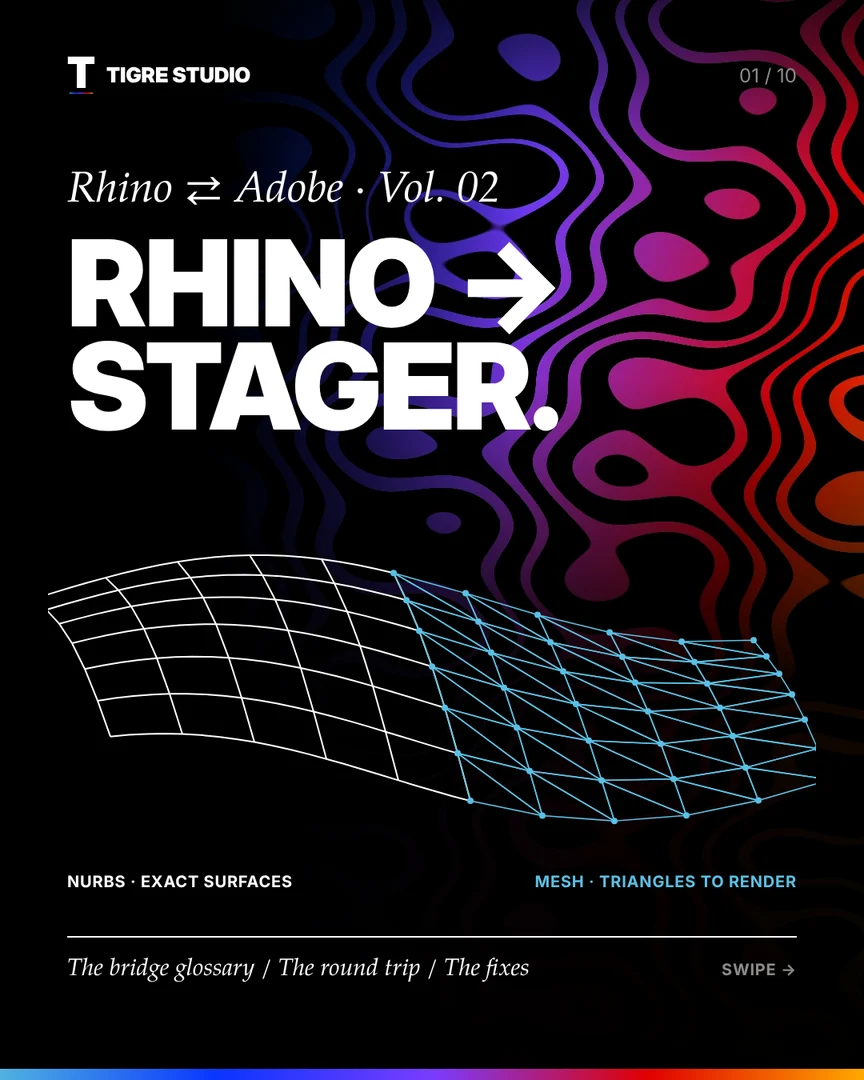 T TIGRE STUDIO
01 / 10
Rhino ⇄ Adobe · Vol. 02
RHINO →
STAGER.
NURBS · EXACT SURFACES
MESH · TRIANGLES TO RENDER
The bridge glossary / The round trip / The fixes
SWIPE →